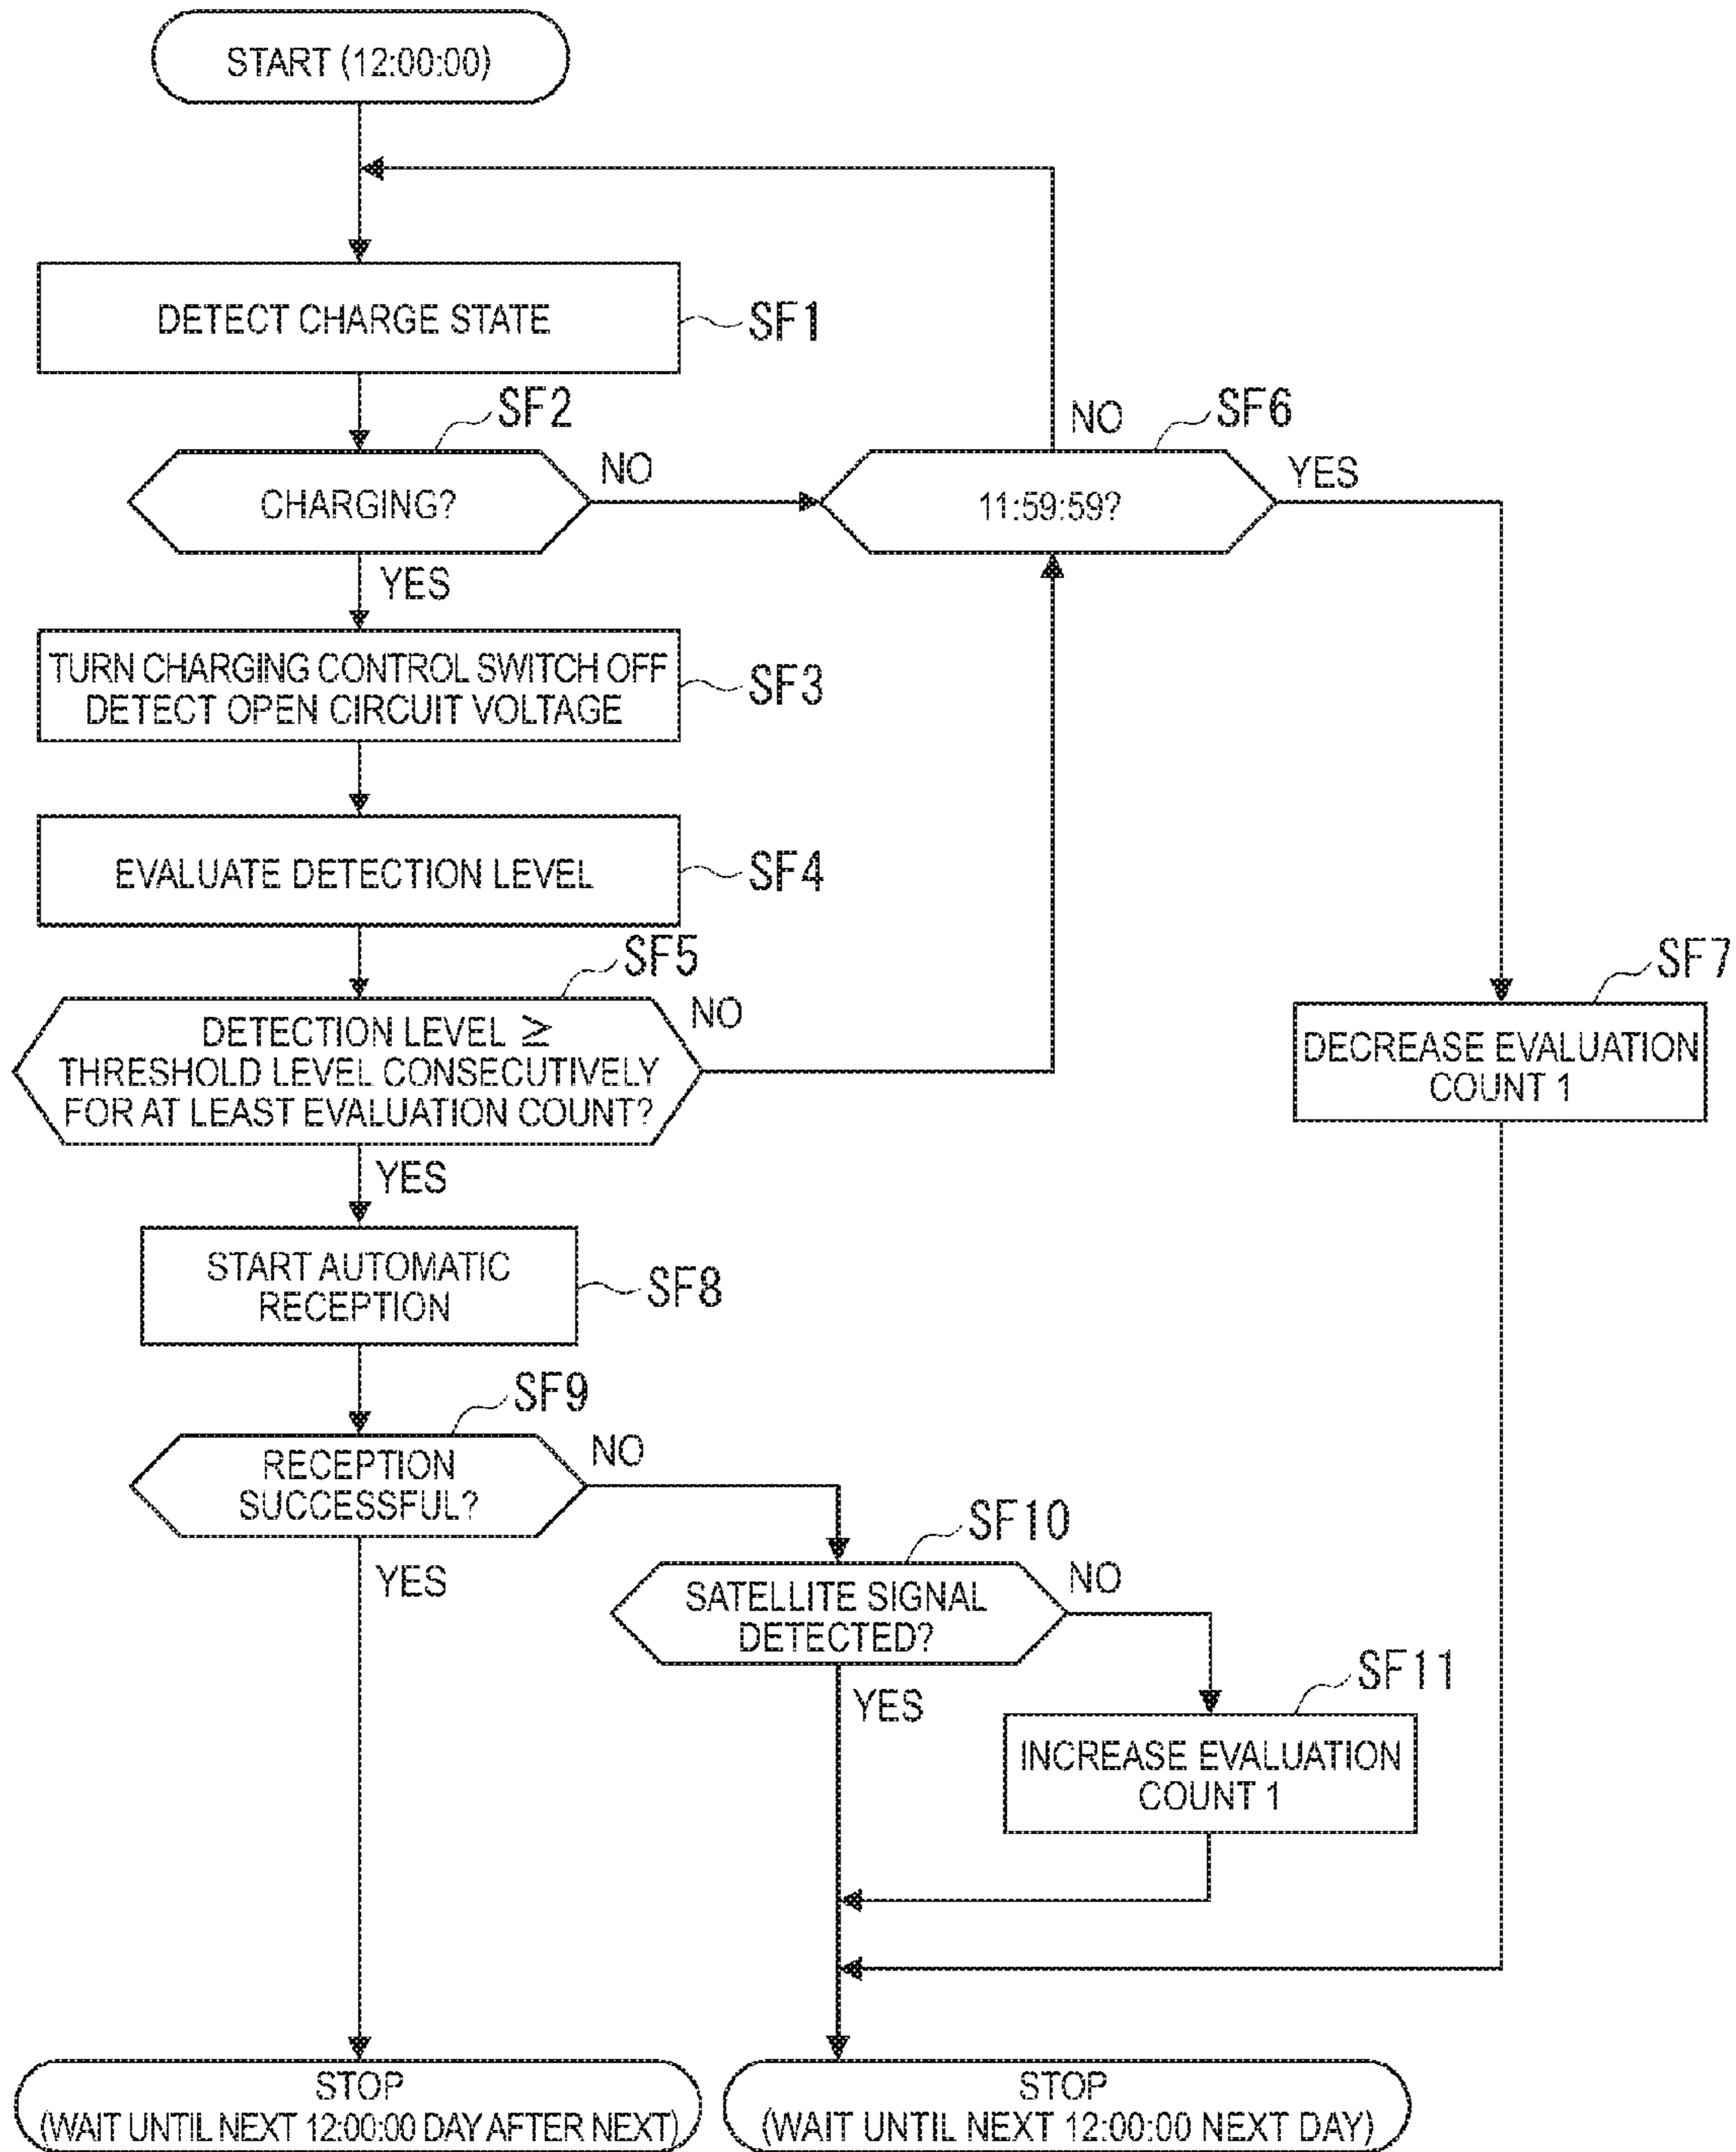 START (12:00:00)
DETECT CHARGE STATE
SF1
SF2
CHARGING?
NO
YES
NO
SF6
11:59:59?
YES
TURN CHARGING CONTROL SWITCH OFF
DETECT OPEN CIRCUIT VOLTAGE
SF3
EVALUATE DETECTION LEVEL
SF4
SF5
DETECTION LEVEL ≥
THRESHOLD LEVEL CONSECUTIVELY
FOR AT LEAST EVALUATION COUNT?
NO
YES
SF7
DECREASE EVALUATION
COUNT 1
START AUTOMATIC
RECEPTION
SF8
SF9
RECEPTION
SUCCESSFUL?
NO
YES
SF10
SATELLITE SIGNAL
DETECTED?
NO
YES
SF11
INCREASE EVALUATION
COUNT 1
STOP
(WAIT UNTIL NEXT 12:00:00 DAY AFTER NEXT)
STOP
(WAIT UNTIL NEXT 12:00:00 NEXT DAY)